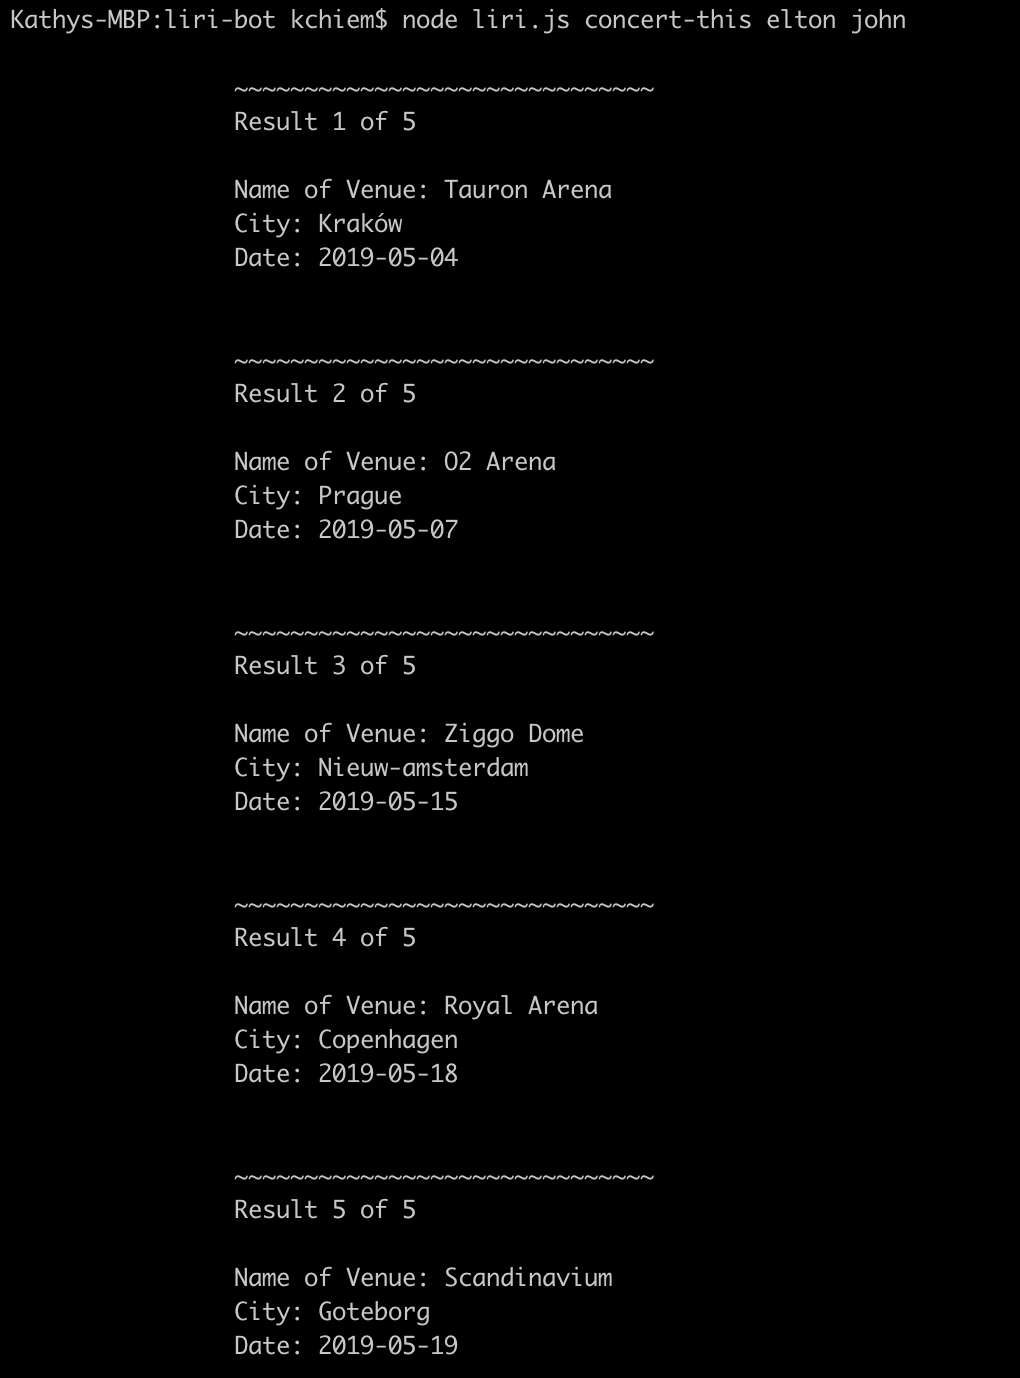 Kathys-MBP:liri-bot kchiem$ node liri.js concert-this elton john
~~~~~~~~~~~~~~~~~~~~~~~~~~~~~~
Result 1 of 5
Name of Venue: Tauron Arena
City: Kraków
Date: 2019-05-04
~~~~~~~~~~~~~~~~~~~~~~~~~~~~~~
Result 2 of 5
Name of Venue: O2 Arena
City: Prague
Date: 2019-05-07
~~~~~~~~~~~~~~~~~~~~~~~~~~~~~~
Result 3 of 5
Name of Venue: Ziggo Dome
City: Nieuw-amsterdam
Date: 2019-05-15
~~~~~~~~~~~~~~~~~~~~~~~~~~~~~~
Result 4 of 5
Name of Venue: Royal Arena
City: Copenhagen
Date: 2019-05-18
~~~~~~~~~~~~~~~~~~~~~~~~~~~~~~
Result 5 of 5
Name of Venue: Scandinavium
City: Goteborg
Date: 2019-05-19